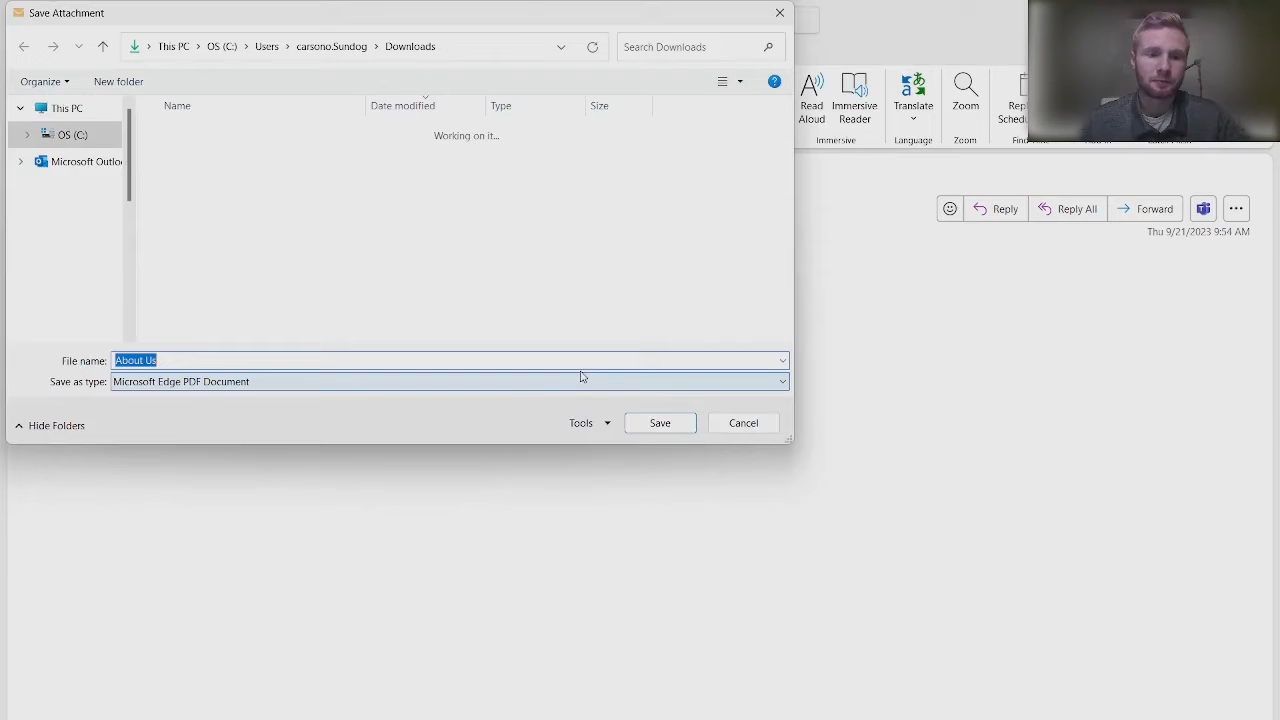 Save Attachment
This PC > OS (C:) > Users > carsono.Sundog > Downloads
Search Downloads
Organize
New folder
This PC
OS (C:)
Microsoft Outloo
Name
Date modified
Type
Size
Working on it...
File name:
About Us
Save as type:
Microsoft Edge PDF Document
Hide Folders
Tools
Save
Cancel
Read
Aloud
Immersive
Reader
Immersive
Translate
Language
Zoom
Zoom
Reply
Reply All
Forward
Thu 9/21/2023 9:54 AM